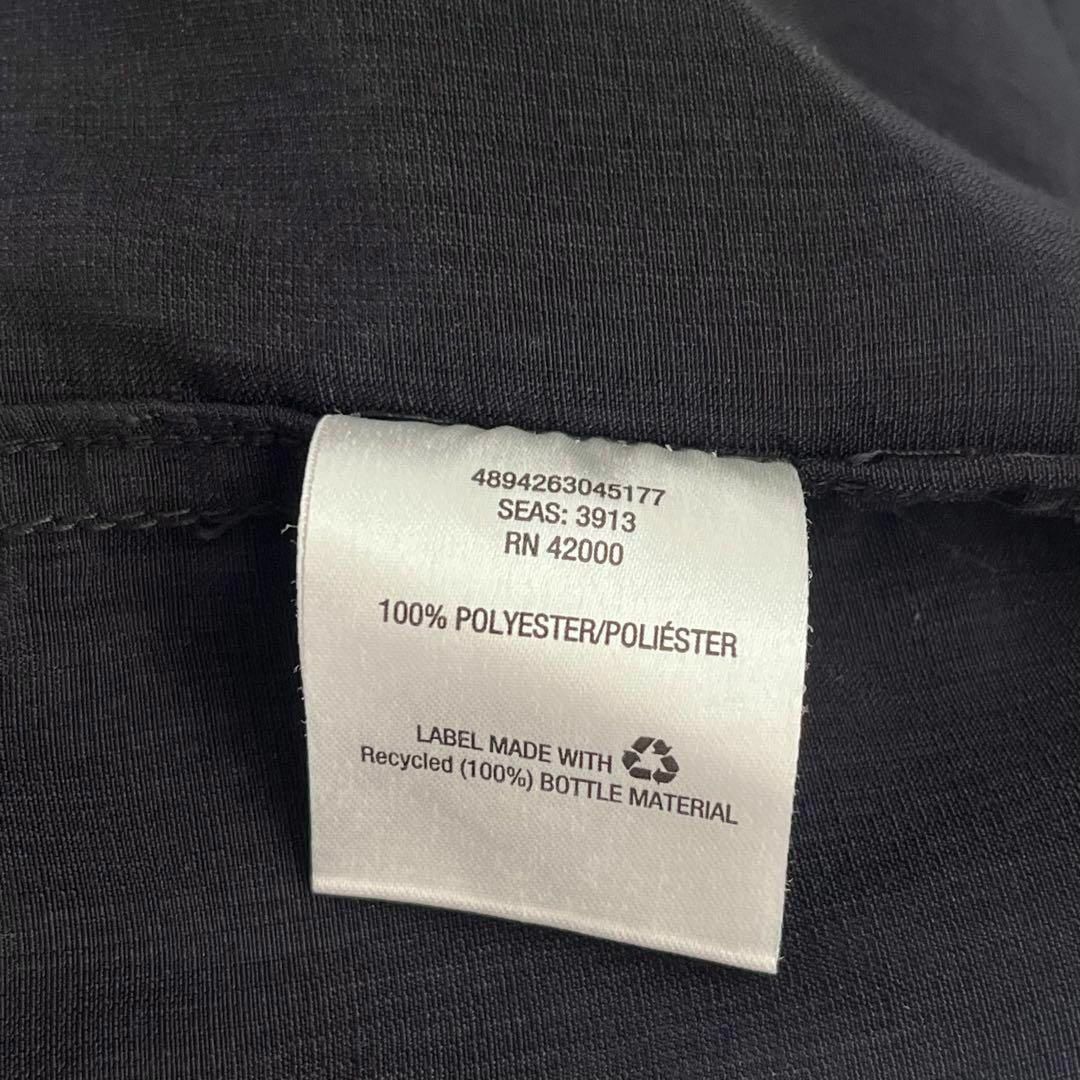 4894263045177
SEAS: 3913
RN 42000
100% POLYESTER/POLIÉSTER
LABEL MADE WITH
Recycled (100%) BOTTLE MATERIAL